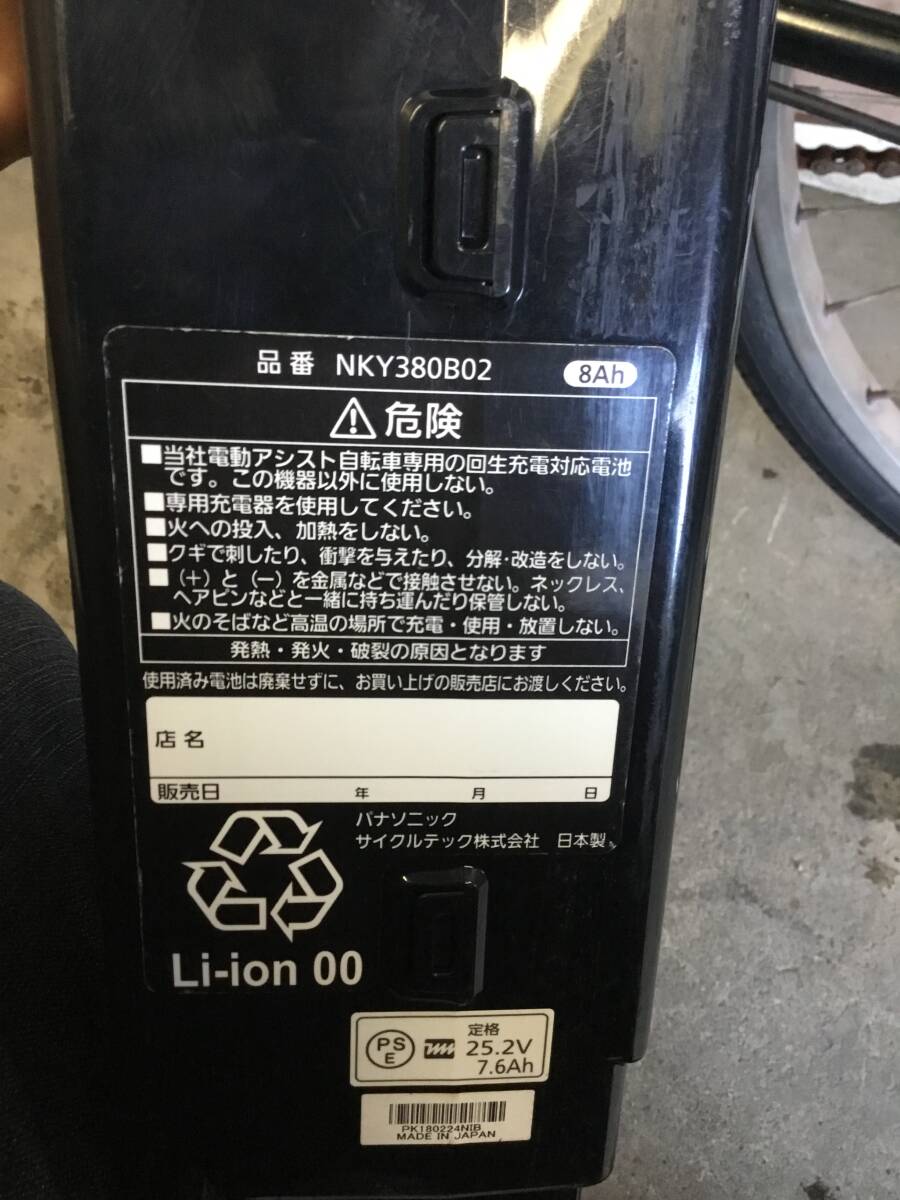 品番 NKY380B02 8Ah
⚠危険
■当社電動アシスト自転車専用の回生充電対応電池
です。この機器以外に使用しない。
■専用充電器を使用してください。
■火への投入、加熱をしない。
■クギで刺したり、衝撃を与えたり、分解・改造をしない。
■（+）と（−）を金属などで接触させない。ネックレス、
ヘアピンなどと一緒に持ち運んだり保管しない。
■火のそばなど高温の場所で充電・使用・放置しない。
発熱・発火・破裂の原因となります
使用済み電池は廃棄せずに、お買い上げの販売店にお渡しください。
店名
販売日 年 月 日
パナソニック
サイクルテック株式会社 日本製
Li-ion 00
PS
E
定格
25.2V
7.6Ah
PK180224NIB
MADE IN JAPAN